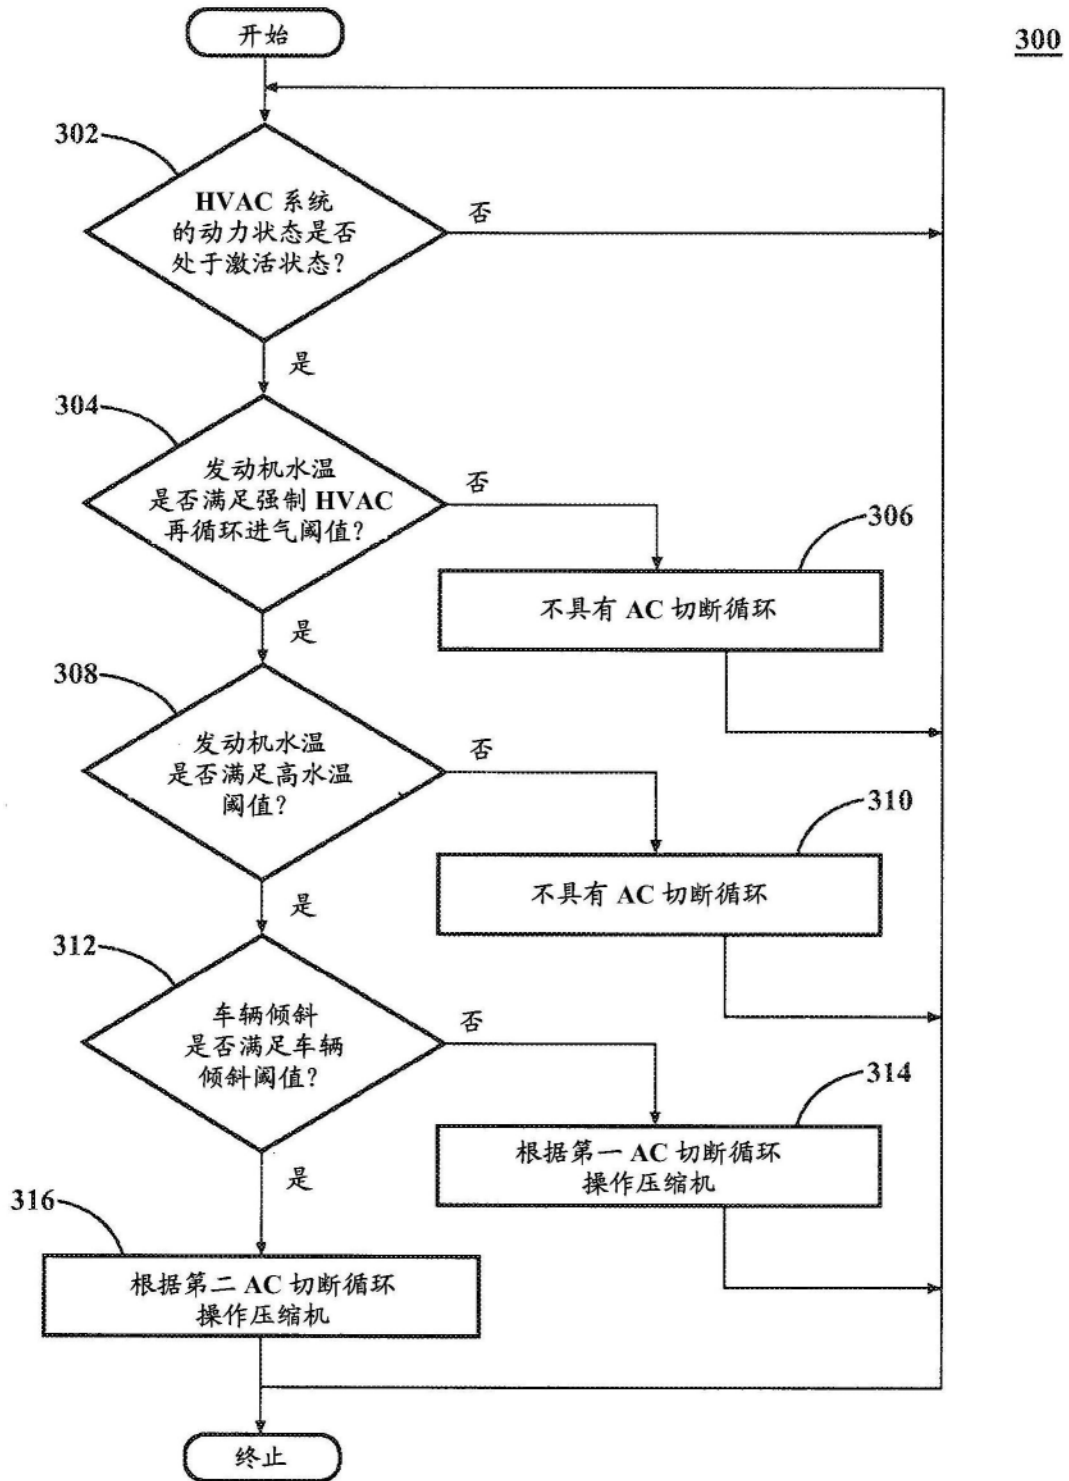 开始
300
302
HVAC 系统
的动力状态是否
处于激活状态?
否
是
304
发动机水温
是否满足强制 HVAC
再循环进气阈值?
否
306
不具有 AC 切断循环
是
308
发动机水温
是否满足高水温
阈值?
否
310
不具有 AC 切断循环
是
312
车辆倾斜
是否满足车辆
倾斜阈值?
否
314
根据第一 AC 切断循环
操作压缩机
是
316
根据第二 AC 切断循环
操作压缩机
终止